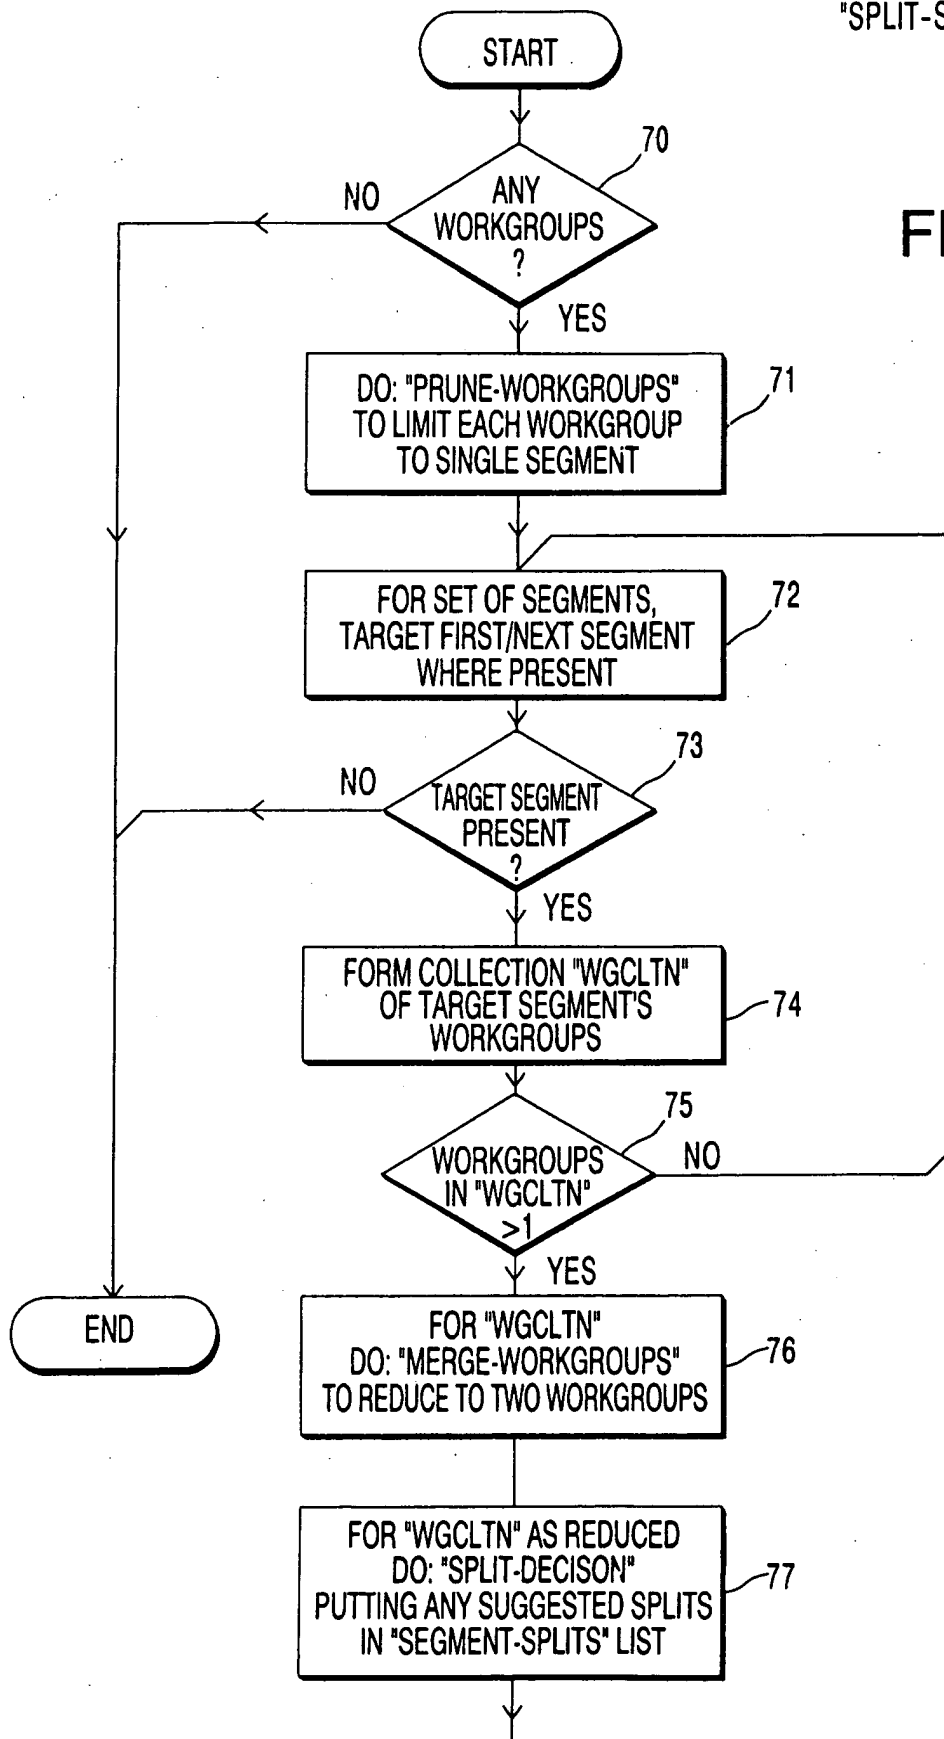 "SPLIT-S
START
70
NO
ANY
WORKGROUPS
?
FI
YES
DO: "PRUNE-WORKGROUPS"
TO LIMIT EACH WORKGROUP
TO SINGLE SEGMENT
71
FOR SET OF SEGMENTS,
TARGET FIRST/NEXT SEGMENT
WHERE PRESENT
72
73
NO
TARGET SEGMENT
PRESENT
?
YES
FORM COLLECTION "WGCLTN"
OF TARGET SEGMENT'S
WORKGROUPS
74
75
WORKGROUPS
IN "WGCLTN"
>1
NO
YES
END
FOR "WGCLTN"
DO: "MERGE-WORKGROUPS"
TO REDUCE TO TWO WORKGROUPS
76
FOR "WGCLTN" AS REDUCED
DO: "SPLIT-DECISON"
PUTTING ANY SUGGESTED SPLITS
IN "SEGMENT-SPLITS" LIST
77